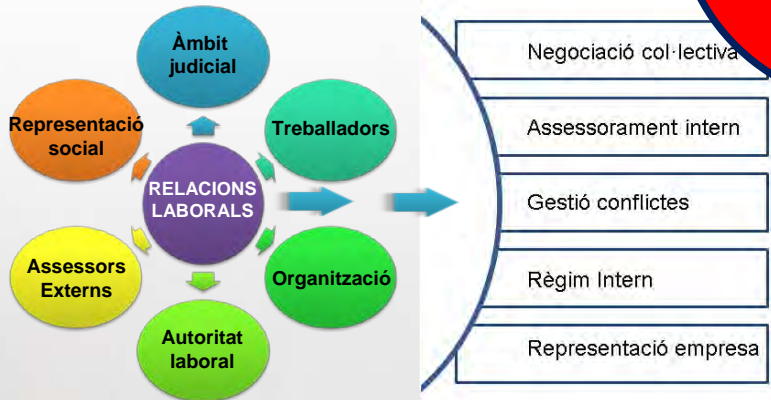 Àmbit
judicial
Representació
social
Treballadors
RELACIONS
LABORALS
Assessors
Externs
Organització
Autoritat
laboral
Negociació col·lectiva
Assessorament intern
Gestió conflictes
Règim Intern
Representació empresa